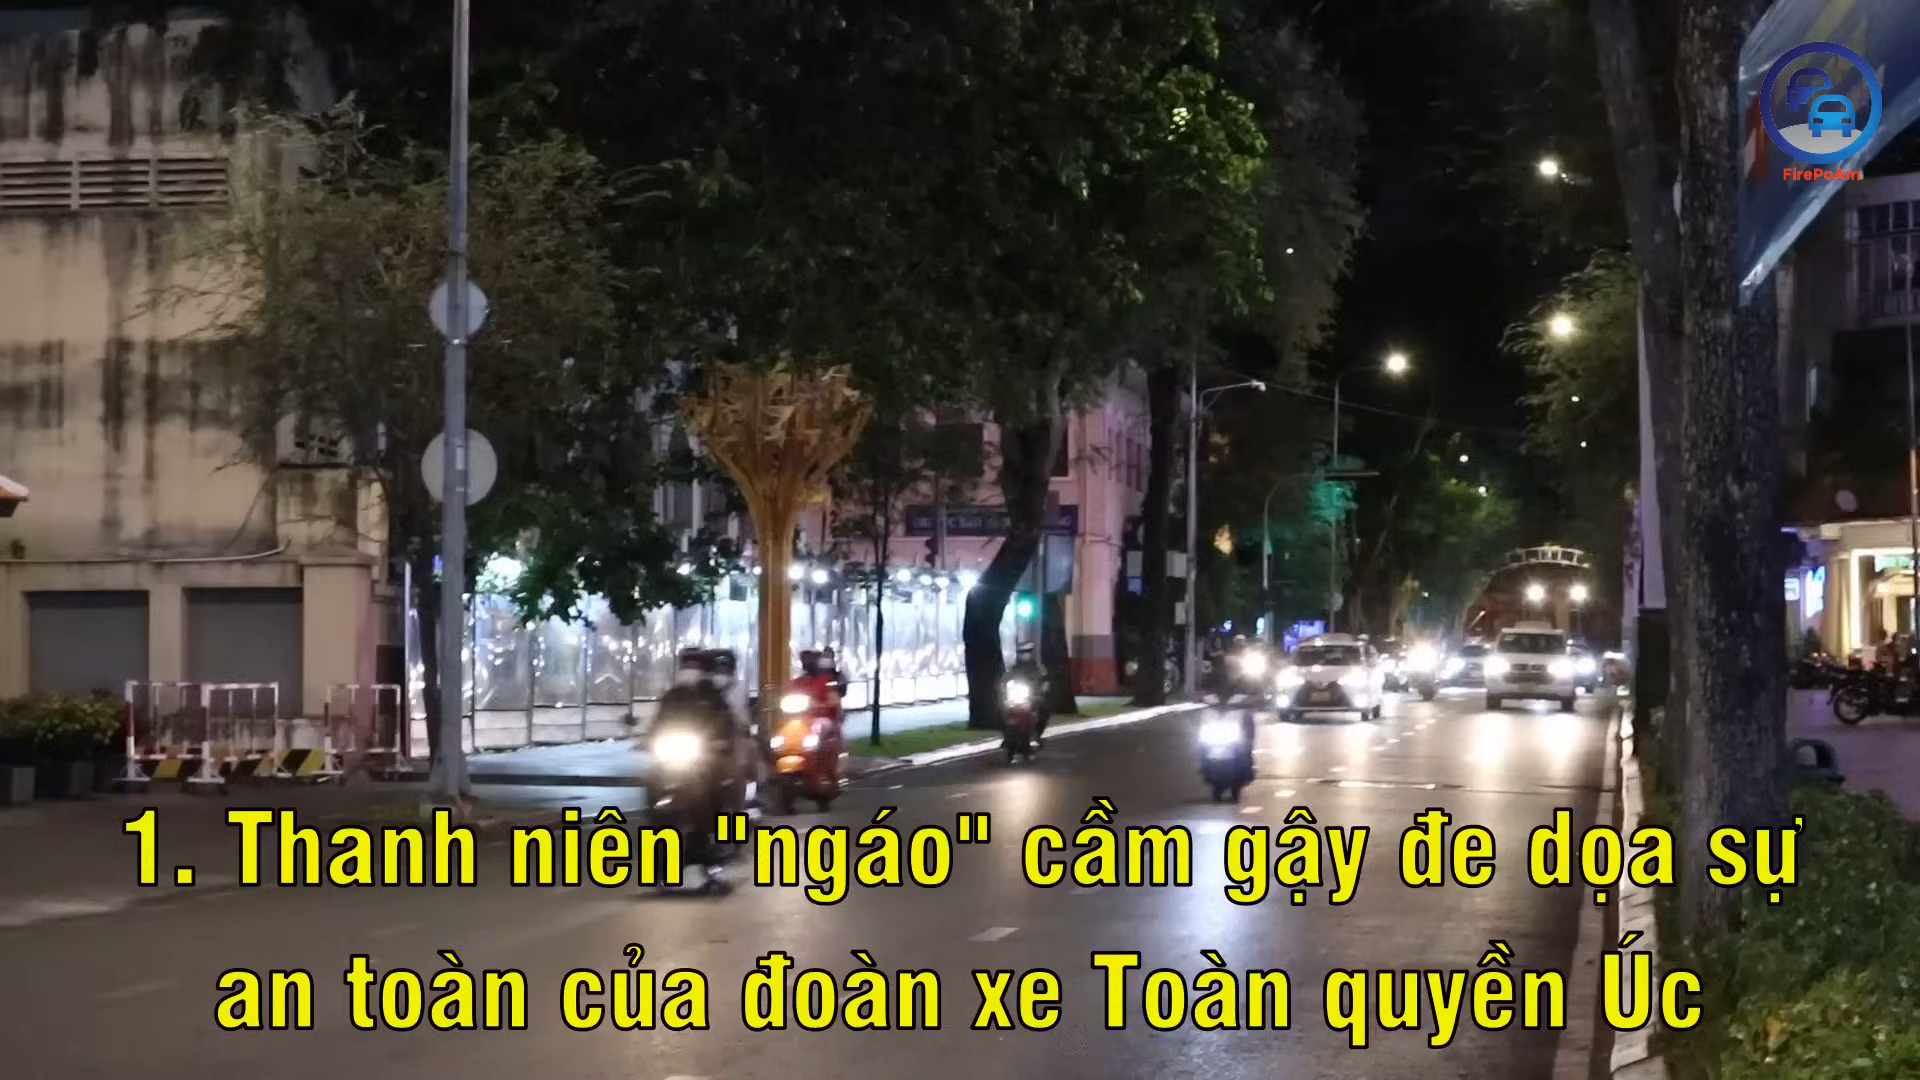 FirePoAm
1. Thanh niên "ngáo" cầm gậy đe dọa sự
an toàn của đoàn xe Toàn quyền Úc